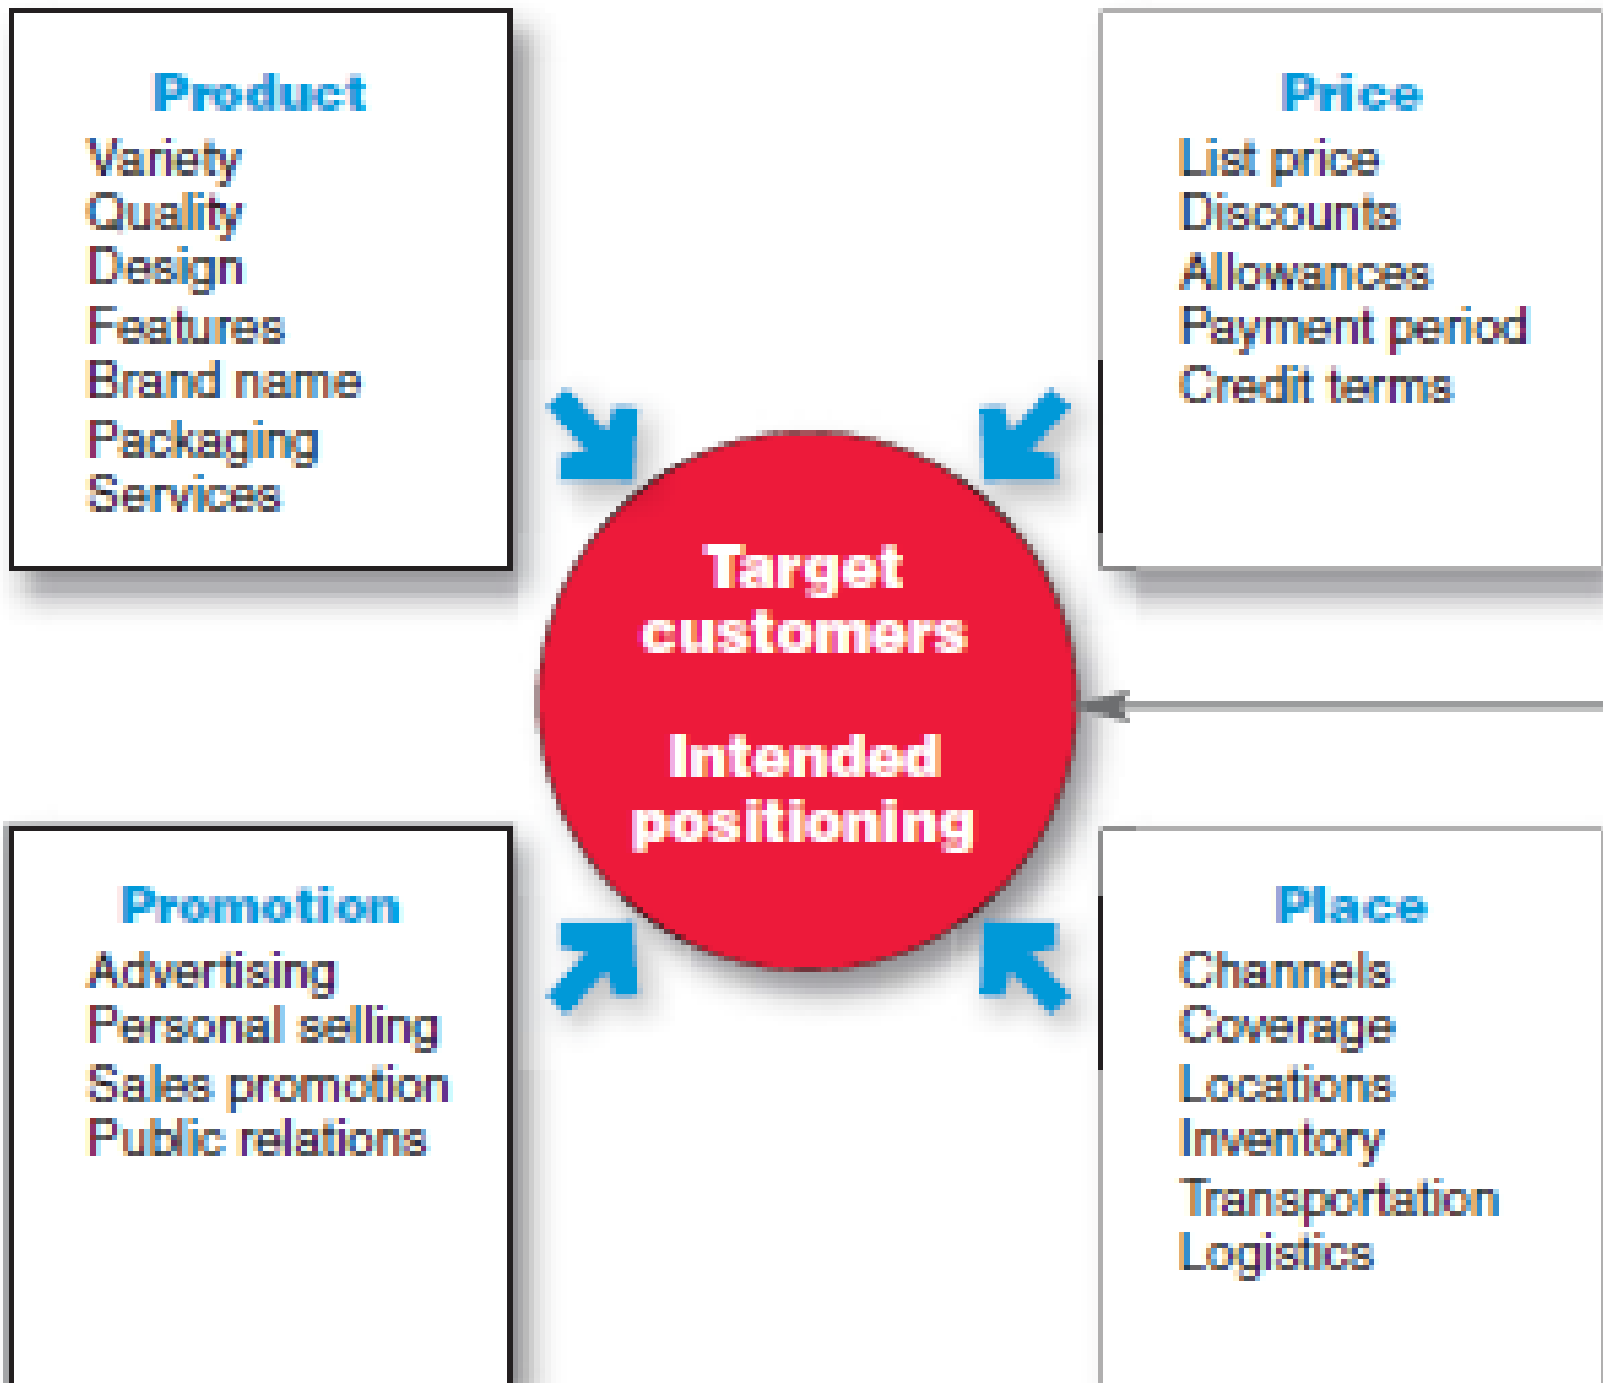 Product
Variety
Quality
Design
Features
Brand name
Packaging
Services
Price
List price
Discounts
Allowances
Payment period
Credit terms
Target
customers
Intended
positioning
Promotion
Advertising
Personal selling
Sales promotion
Public relations
Place
Channels
Coverage
Locations
Inventory
Transportation
Logistics